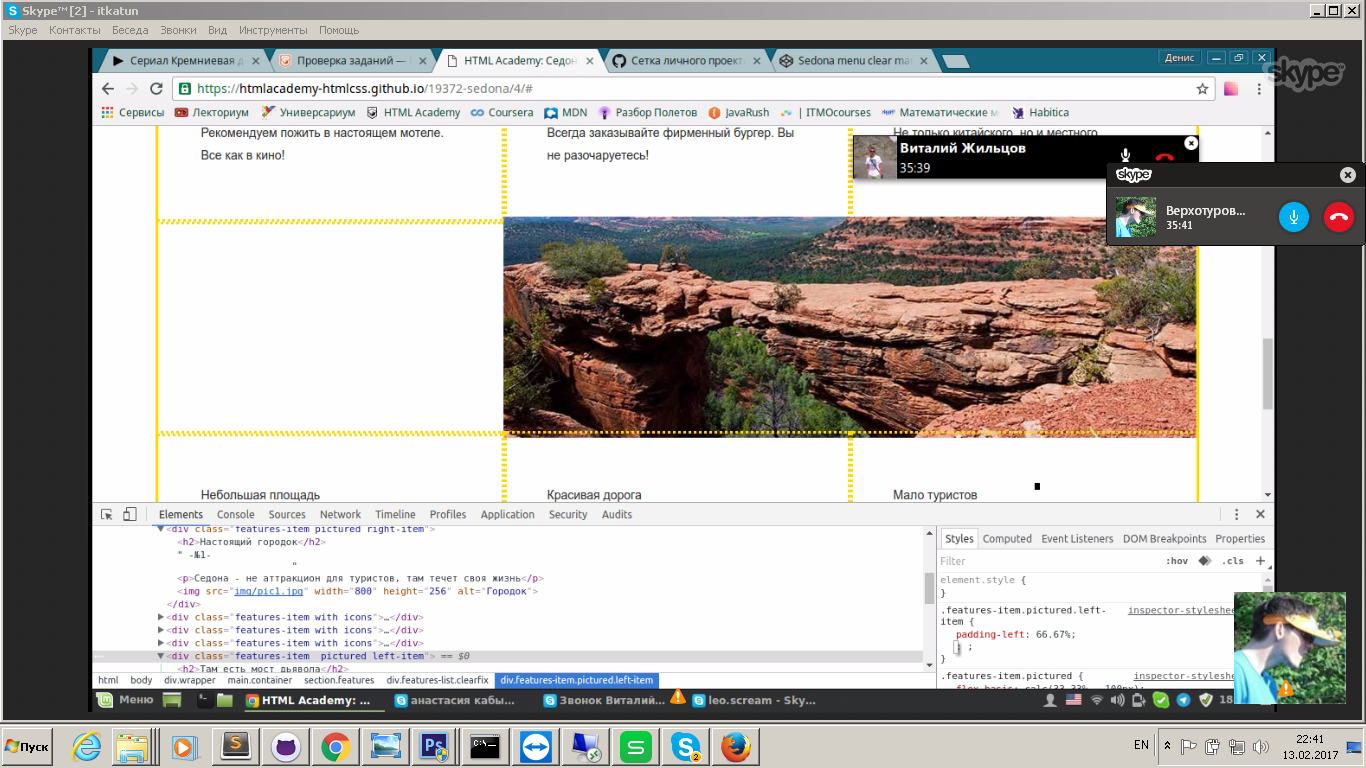 Skype™ [2] - itkatun
Skype Контакты Беседа Звонки Вид Инструменты Помощь
Сериал Кремниевая д
Проверка заданий —
HTML Academy: Седон
Сетка личного проект
Sedona menu clear ma
Денис
skype
https://htmlacademy-htmlcss.github.io/19372-sedona/4/#
Сервисы Лекториум Универсариум HTML Academy Coursera MDN Разбор Полетов JavaRush | ITMOcourses Математические м Habitica
Рекомендуем пожить в настоящем мотеле.
Все как в кино!
Всегда заказывайте фирменный бургер. Вы
не разочаруетесь!
Не только китайского, но и местного
Виталий Жильцов
35:39
skype
Верхотуров...
35:41
Небольшая площадь
Красивая дорога
Мало туристов
Elements Console Sources Network Timeline Profiles Application Security Audits
<div class="features-item pictured right-item">
<h2>Настоящий городок</h2>
" -№1-
"
<p>Седона - не аттракцион для туристов, там течет своя жизнь</p>
<img src="img/pic1.jpg" width="800" height="256" alt="Городок">
</div>
<div class="features-item with icons">…</div>
<div class="features-item with icons">…</div>
<div class="features-item with icons">…</div>
<div class="features-item  pictured left-item"> == $0
<h2>Там есть мост дьявола</h2>
html body div.wrapper main.container section.features div.features-list.clearfix div.features-item.pictured.left-item
Styles Computed Event Listeners DOM Breakpoints Properties
Filter :hov .cls
element.style {
}
.features-item.pictured.left-item {
inspector-styleshee
padding-left: 66.67%;
: ;
}
.features-item.pictured {
inspector-styleshe
flex-basis: calc(33.33% - 100px);
Меню
HTML Academy: ...
анастасия кабы...
Звонок Виталий...
leo.scream - Sky...
18
Пуск
2
EN
22:41
13.02.2017